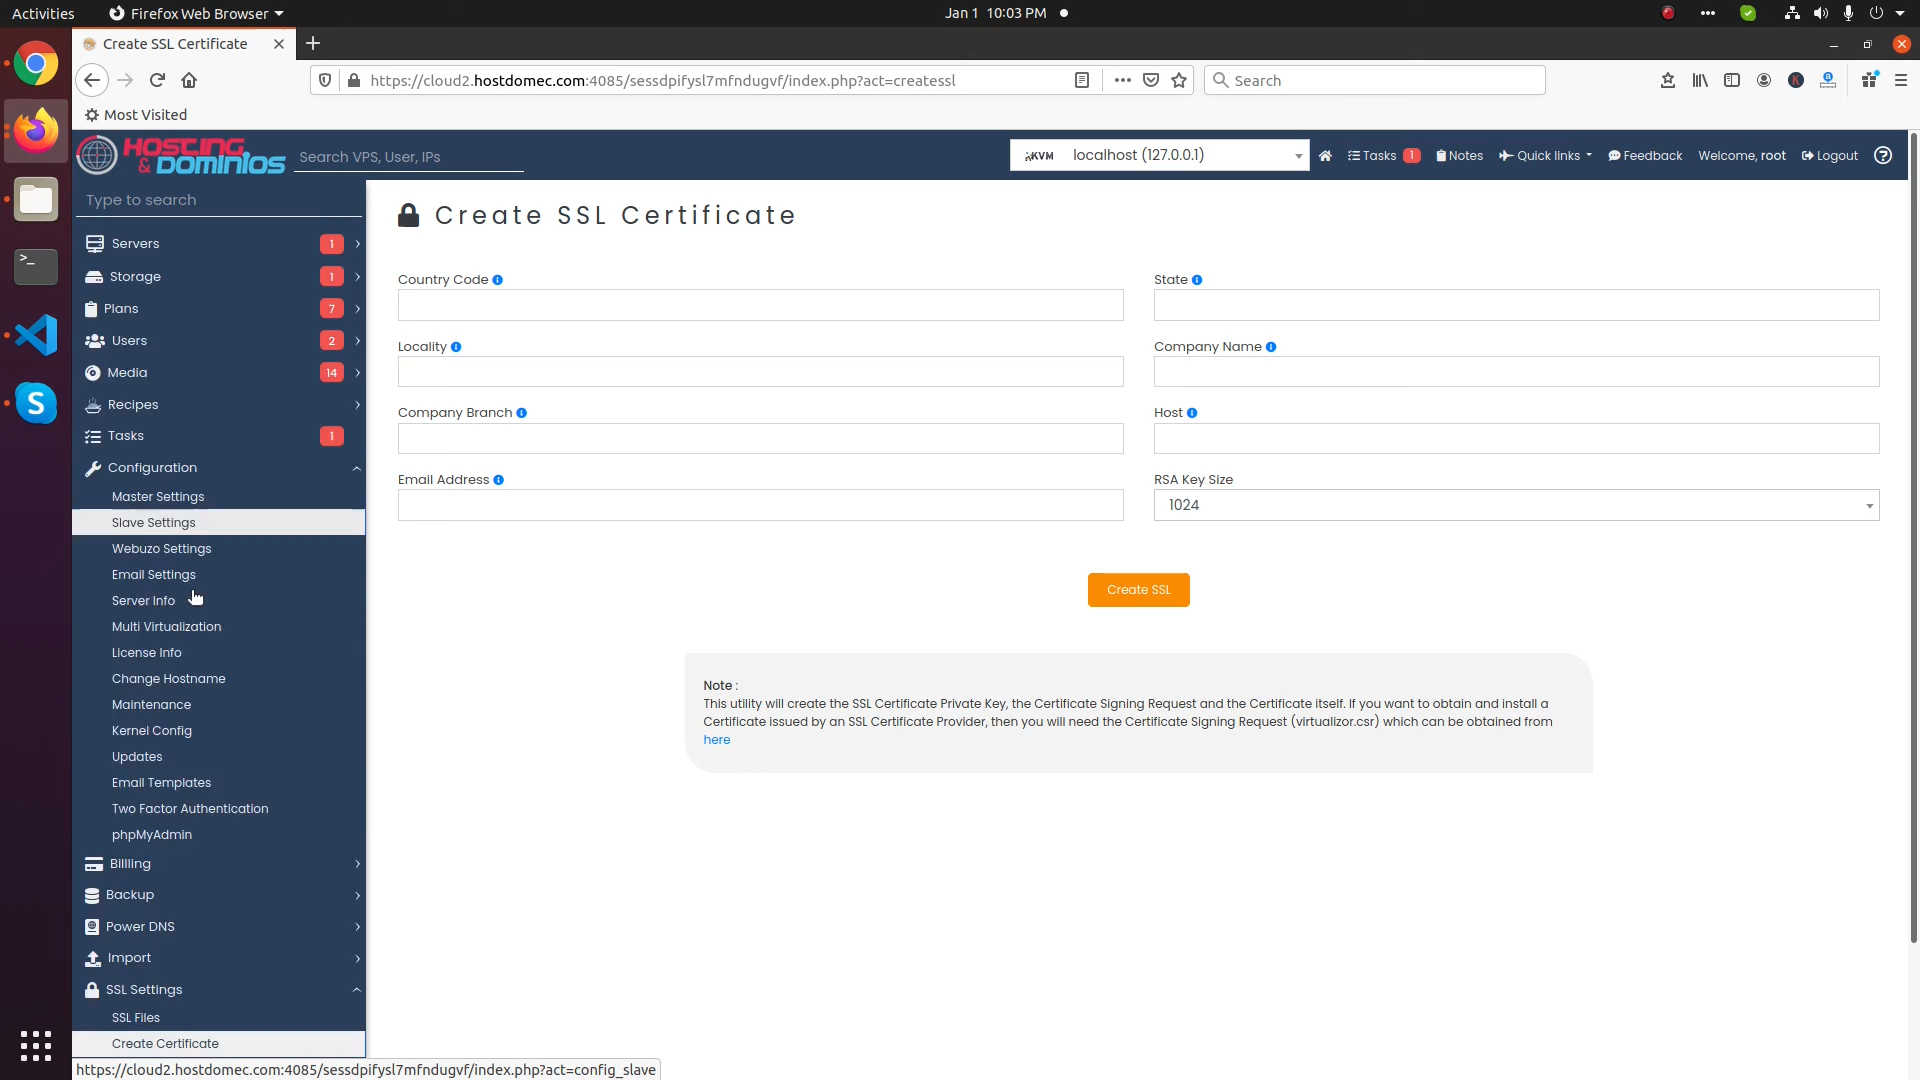 Activities
Firefox Web Browser
Jan 1 10:03 PM
Create SSL Certificate
https://cloud2.hostdomec.com:4085/sessdpifysl7mfndugvf/index.php?act=createssl
Search
Most Visited
HOSTING
& DOMINIOS
Search VPS, User, IPs
KVM
localhost (127.0.0.1)
Tasks 1
Notes
Quick links
Feedback
Welcome, root
Logout
Type to search
Servers 1
Storage 1
Plans 7
Users 2
Media 14
Recipes
Tasks 1
Configuration
Master Settings
Slave Settings
Webuzo Settings
Email Settings
Server Info
Multi Virtualization
License Info
Change Hostname
Maintenance
Kernel Config
Updates
Email Templates
Two Factor Authentication
phpMyAdmin
Billling
Backup
Power DNS
Import
SSL Settings
SSL Files
Create Certificate
Create SSL Certificate
Country Code
State
Locality
Company Name
Company Branch
Host
Email Address
RSA Key Size
1024
Create SSL
Note :
This utility will create the SSL Certificate Private Key, the Certificate Signing Request and the Certificate itself. If you want to obtain and install a
Certificate issued by an SSL Certificate Provider, then you will need the Certificate Signing Request (virtualizor.csr) which can be obtained from
here
https://cloud2.hostdomec.com:4085/sessdpifysl7mfndugvf/index.php?act=config_slave